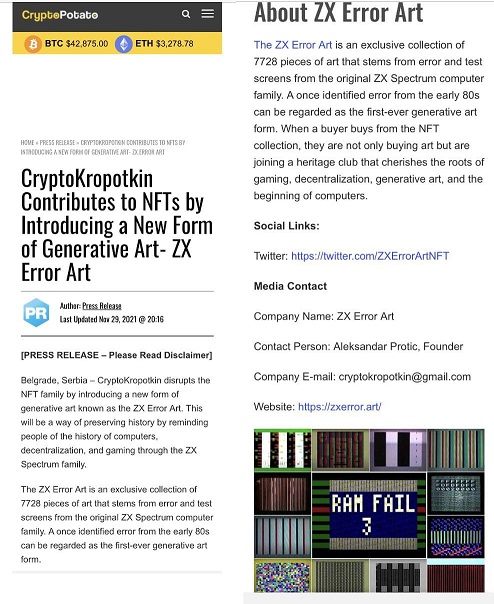 CryptoPotato
BTC $42,875.00 ETH $3,278.78
HOME » PRESS RELEASE » CRYPTOKROPOTKIN CONTRIBUTES TO NFTS BY
INTRODUCING A NEW FORM OF GENERATIVE ART- ZX ERROR ART
CryptoKropotkin
Contributes to NFTs by
Introducing a New Form
of Generative Art- ZX
Error Art
PR
Author: Press Release
Last Updated Nov 29, 2021 @ 20:16
[PRESS RELEASE – Please Read Disclaimer]
Belgrade, Serbia – CryptoKropotkin disrupts the
NFT family by introducing a new form of
generative art known as the ZX Error Art. This
will be a way of preserving history by reminding
people of the history of computers,
decentralization, and gaming through the ZX
Spectrum family.
The ZX Error Art is an exclusive collection of
7728 pieces of art that stems from error and test
screens from the original ZX Spectrum computer
family. A once identified error from the early 80s
can be regarded as the first-ever generative art
form.
About ZX Error Art
The ZX Error Art is an exclusive collection of
7728 pieces of art that stems from error and test
screens from the original ZX Spectrum computer
family. A once identified error from the early 80s
can be regarded as the first-ever generative art
form. When a buyer buys from the NFT
collection, they are not only buying art but are
joining a heritage club that cherishes the roots of
gaming, decentralization, generative art, and the
beginning of computers.
Social Links:
Twitter: https://twitter.com/ZXErrorArtNFT
Media Contact
Company Name: ZX Error Art
Contact Person: Aleksandar Protic, Founder
Company E-mail: cryptokropotkin@gmail.com
Website: https://zxerror.art/
RAM FAIL
3